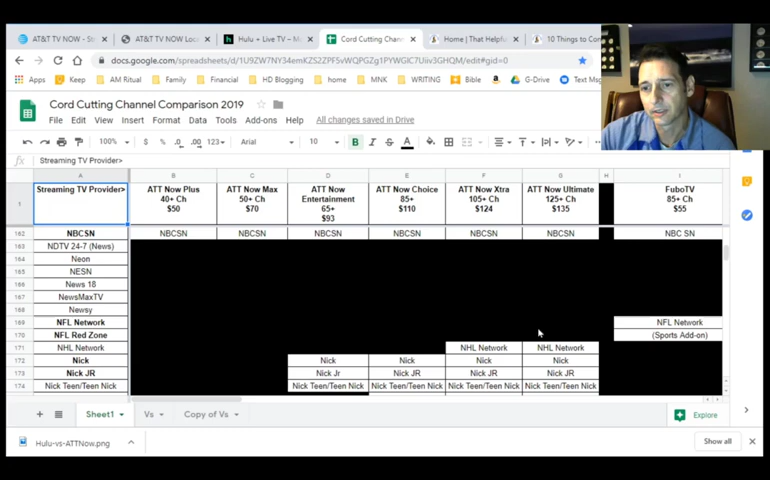 AT&T TV NOW - Str
AT&T TV NOW Loca
Hulu + Live TV – Mo
Cord Cutting Chann
Home | That Helpful
10 Things to Con
docs.google.com/spreadsheets/d/
Apps Keep AM Ritual Family Financial HD Blogging home MNK WRITING Bible G-Drive Text Msg
Cord Cutting Channel Comparison 2019
File Edit View Insert Format Data Tools Add-ons Help All changes saved in Drive
100% $ % .0 .00 123 10 B I S A
fx Streaming TV Provider>
A B C D E F G H I
1 Streaming TV Provider> ATT Now Plus 40+ Ch $50 ATT Now Max 50+ Ch $70 ATT Now Entertainment 65+ $93 ATT Now Choice 85+ $110 ATT Now Xtra 105+ Ch $124 ATT Now Ultimate 125+ Ch $135 FuboTV 85+ Ch $55
162 NBCSN NBCSN NBCSN NBCSN NBCSN NBCSN NBCSN NBC SN
163 NDTV 24-7 (News)
164 Neon
165 NESN
166 News 18
167 NewsMaxTV
168 Newsy
169 NFL Network NFL Network
170 NFL Red Zone (Sports Add-on)
171 NHL Network NHL Network NHL Network
172 Nick Nick Nick Nick Nick
173 Nick JR Nick Jr Nick JR Nick JR Nick JR
174 Nick Teen/Teen Nick Nick Teen/Teen Nick Nick Teen/Teen Nick Nick Teen/Teen Nick Nick Teen/Teen Nick
Sheet1 Vs Copy of Vs Explore
Hulu-vs-ATTNow.png Show all